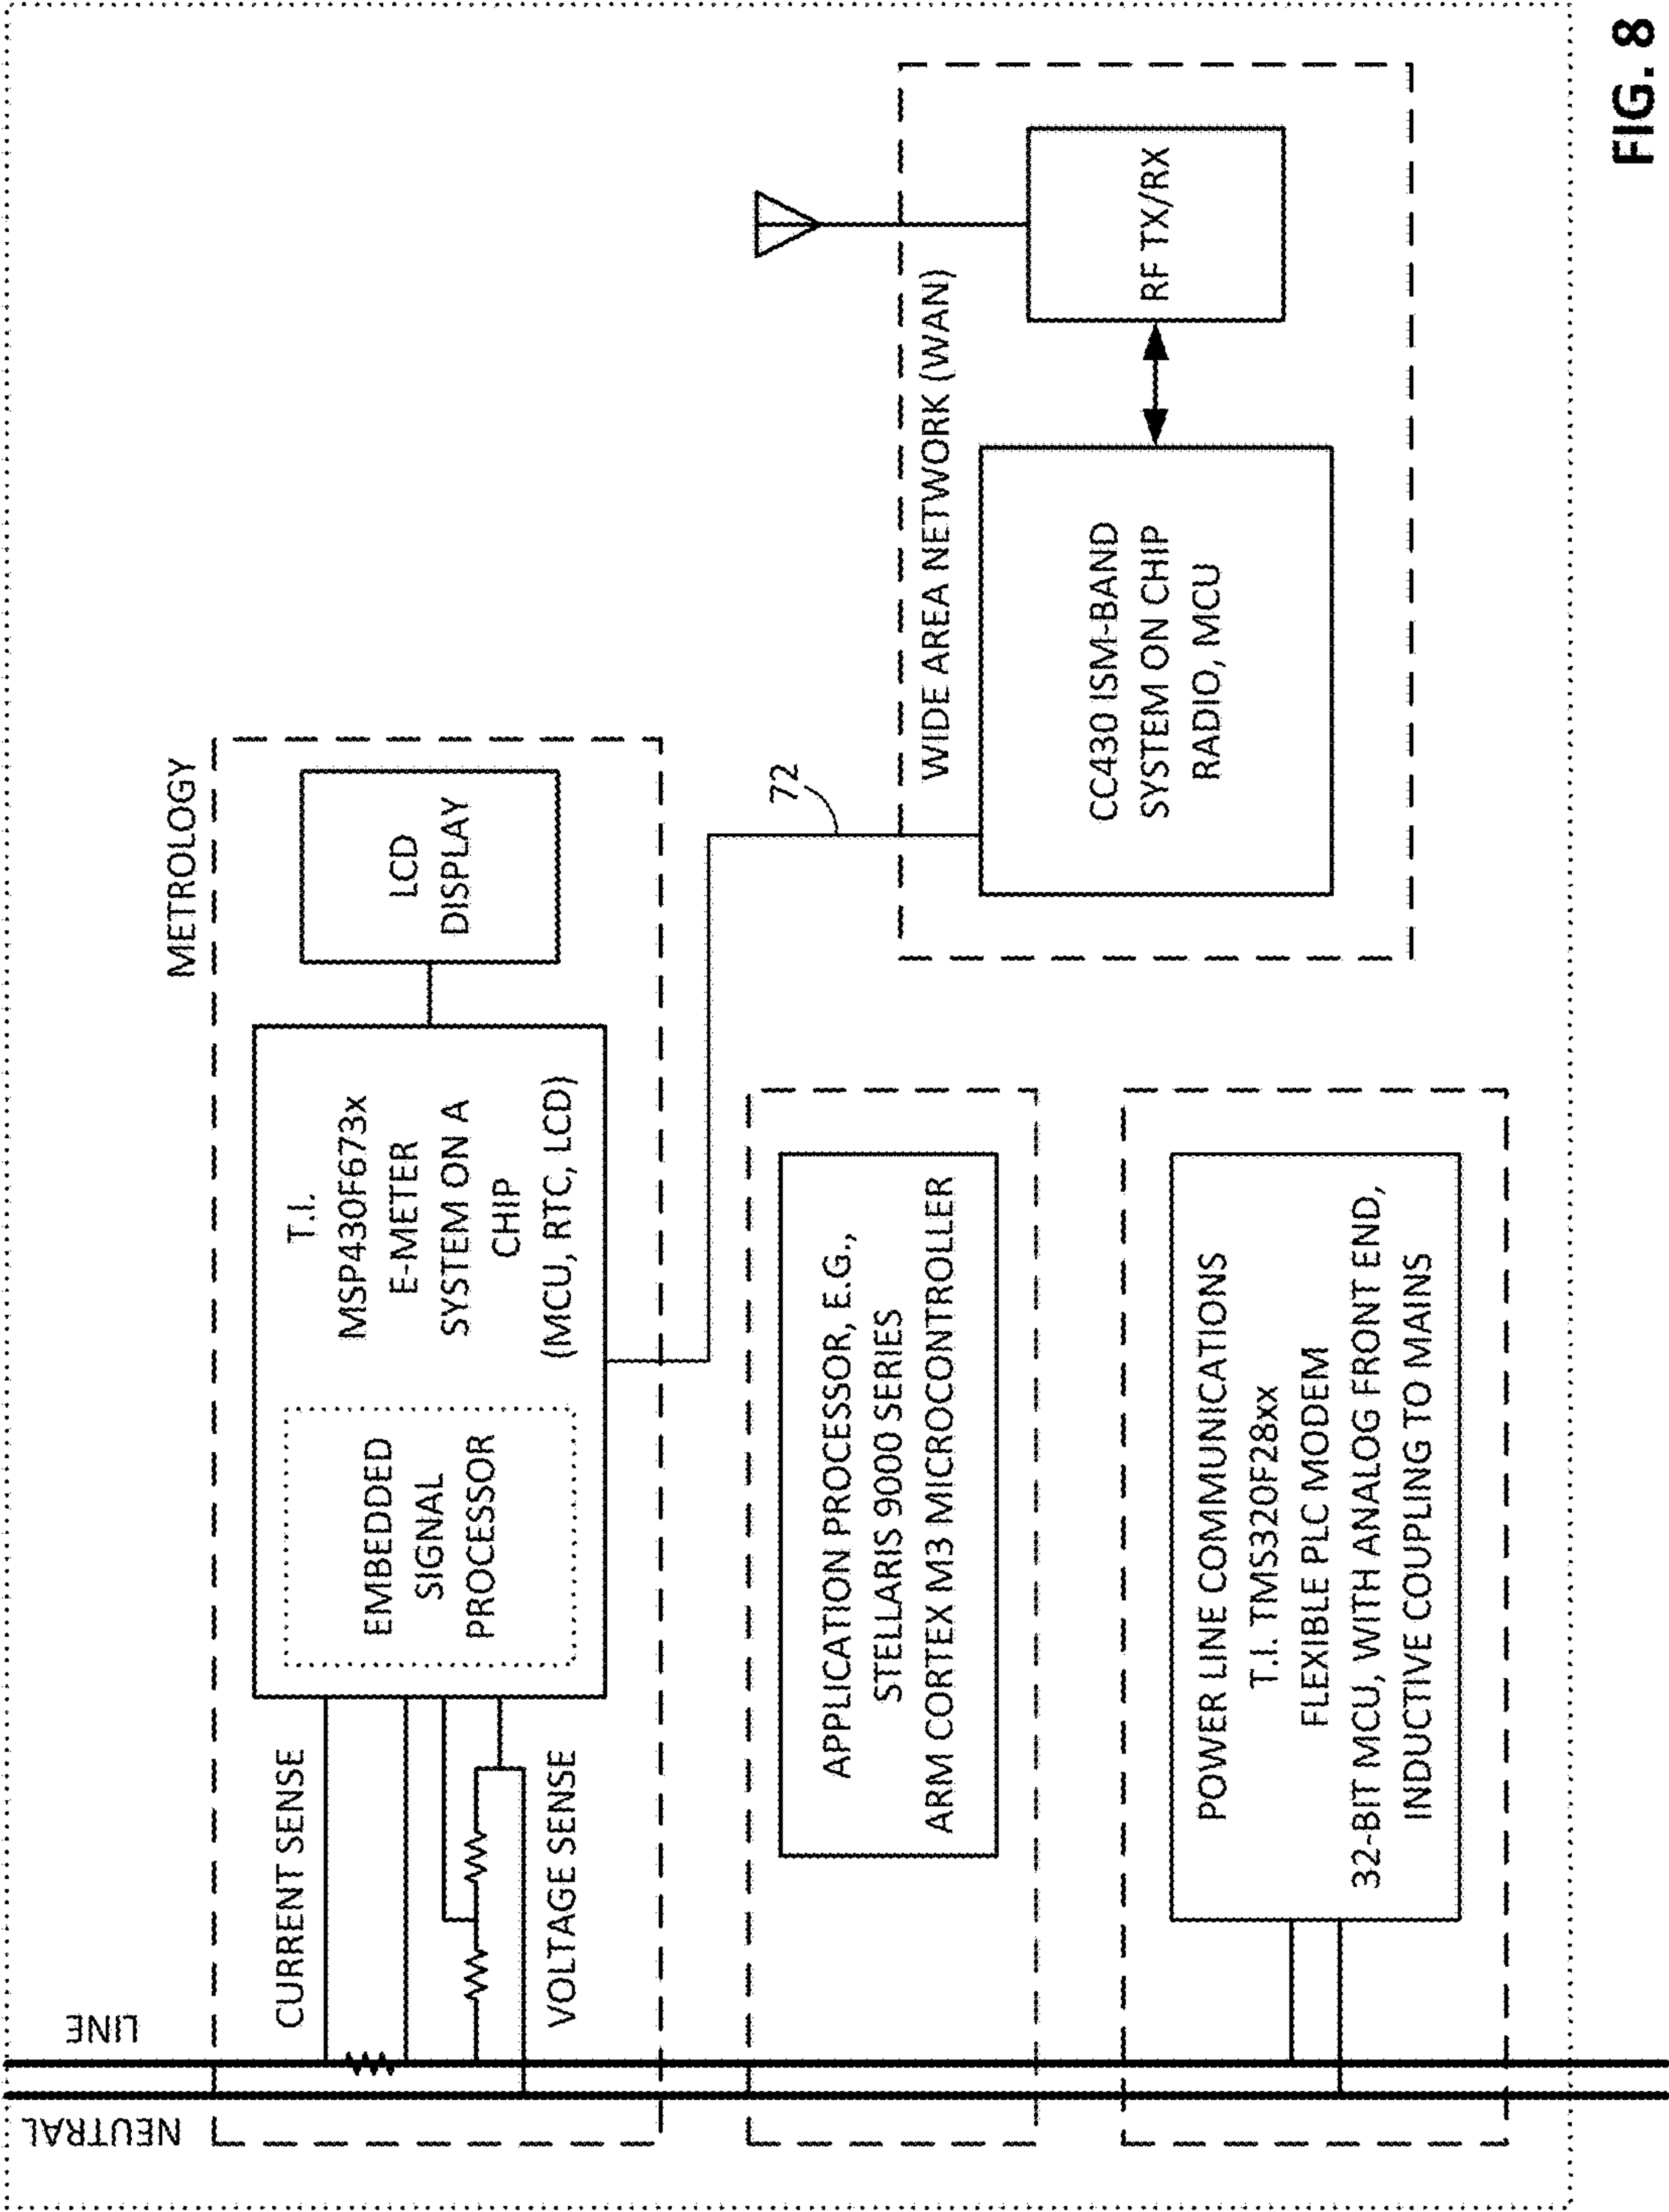 NEUTRAL
LINE
METROLOGY
CURRENT SENSE
VOLTAGE SENSE
EMBEDDED
SIGNAL
PROCESSOR
T.I.
MSP430F673x
E-METER
SYSTEM ON A
CHIP
(MCU, RTC, LCD)
LCD
DISPLAY
72
APPLICATION PROCESSOR, E.G.,
STELLARIS 9000 SERIES
ARM CORTEX M3 MICROCONTROLLER
WIDE AREA NETWORK (WAN)
CC430 ISM-BAND
SYSTEM ON CHIP
RADIO, MCU
RF TX/RX
POWER LINE COMMUNICATIONS
T.I. TMS320F28xx
FLEXIBLE PLC MODEM
32-BIT MCU, WITH ANALOG FRONT END,
INDUCTIVE COUPLING TO MAINS
FIG. 8